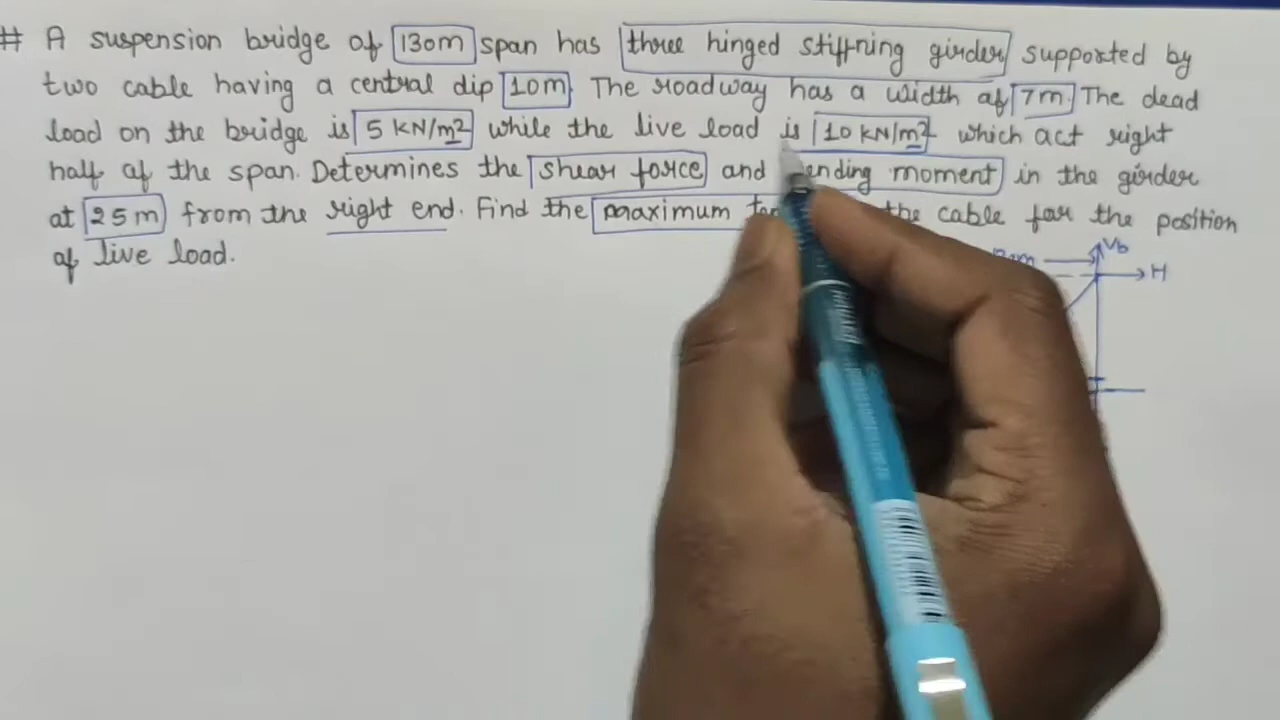 # A suspension bridge of 130m span has three hinged stiffning girder supported by
two cable having a central dip 10m. The roadway has a width of 7m. The dead
load on the bridge is 5 KN/m2 while the live load is 10 KN/m2 which act right
half of the span. Determines the shear force and bending moment in the girder
at 25m from the right end. Find the maximum the cable for the position
of live load.
Vb
H